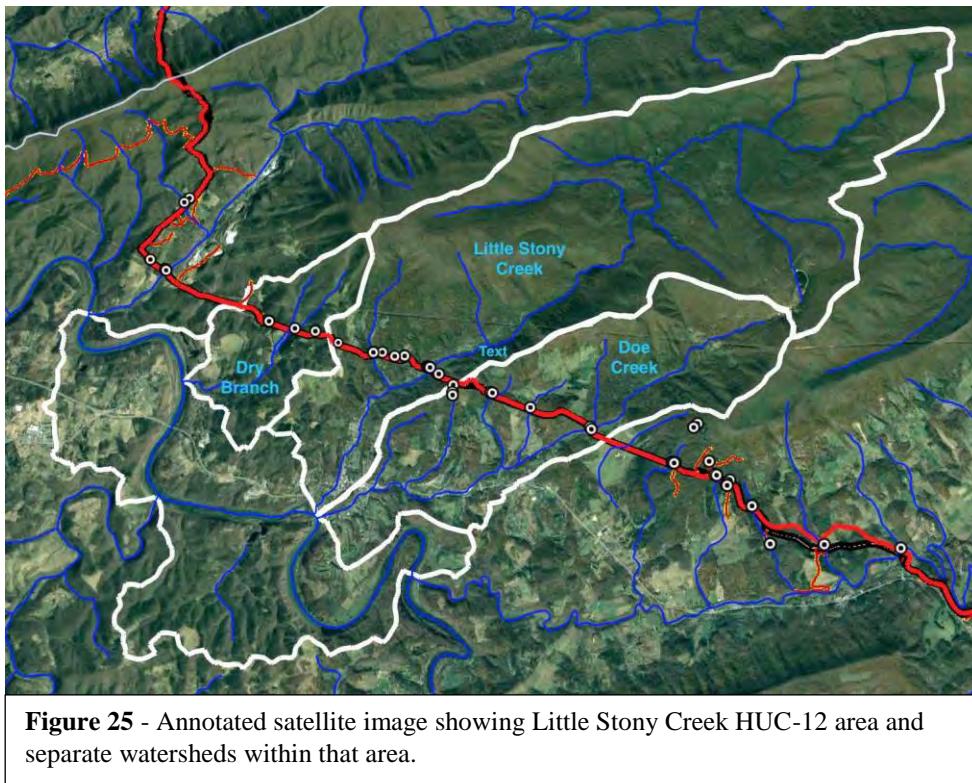 Little Stony
Creek
Text
Doe
Creek
Dry
Branch
Figure 25 - Annotated satellite image showing Little Stony Creek HUC-12 area and
separate watersheds within that area.